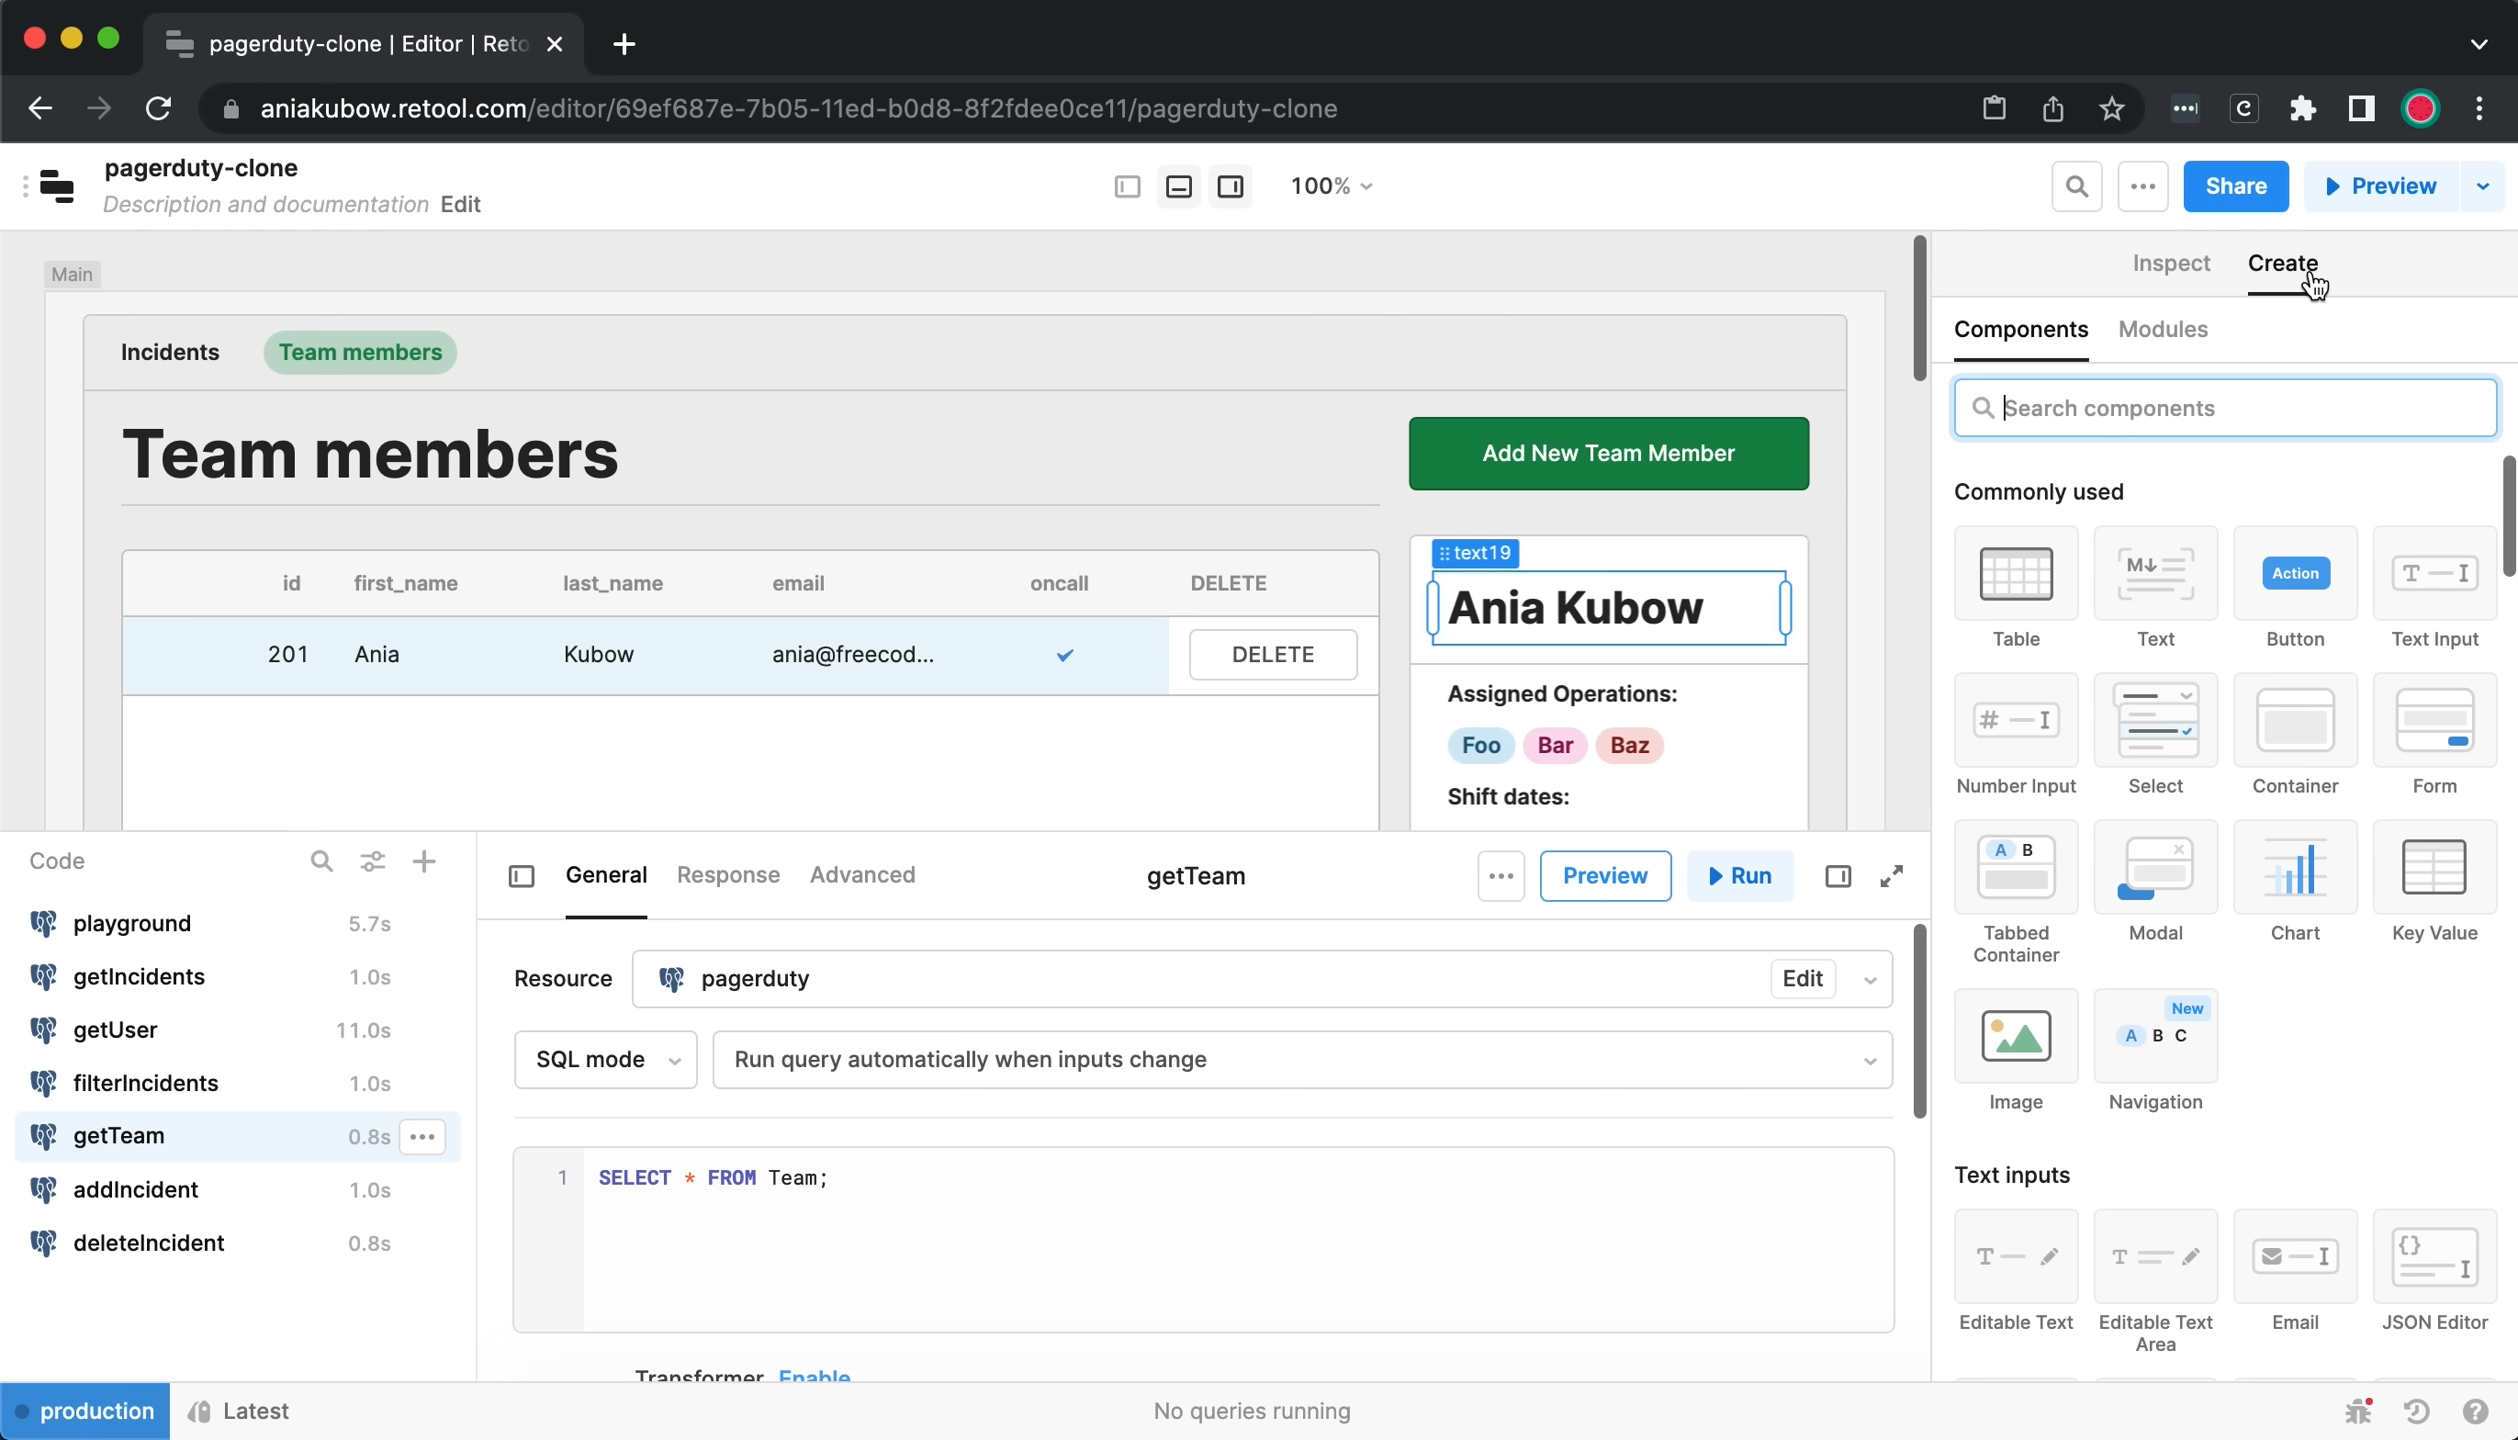 pagerduty-clone | Editor | Reto
aniakubow.retool.com/editor/69ef687e-7b05-11ed-b0d8-8f2fdee0ce11/pagerduty-clone
pagerduty-clone
Description and documentation Edit
100%
Share
Preview
Main
Incidents
Team members
Team members
Add New Team Member
id first_name last_name email oncall DELETE
201 Ania Kubow ania@freecod... DELETE
text19
Ania Kubow
Assigned Operations:
Foo Bar Baz
Shift dates:
Inspect Create
Components Modules
Search components
Commonly used
M
Action
T I
Table Text Button Text Input
# I
Number Input Select Container Form
A B
Tabbed Container
Modal Chart Key Value
New
A B C
Image Navigation
Text inputs
T
T
I
{} I
Editable Text
Editable Text Area
Email
JSON Editor
Code
playground 5.7s
getIncidents 1.0s
getUser 11.0s
filterIncidents 1.0s
getTeam 0.8s
addIncident 1.0s
deleteIncident 0.8s
General Response Advanced
getTeam
Preview
Run
Resource
pagerduty
Edit
SQL mode
Run query automatically when inputs change
1 SELECT * FROM Team;
Transformer Enable
production
Latest
No queries running